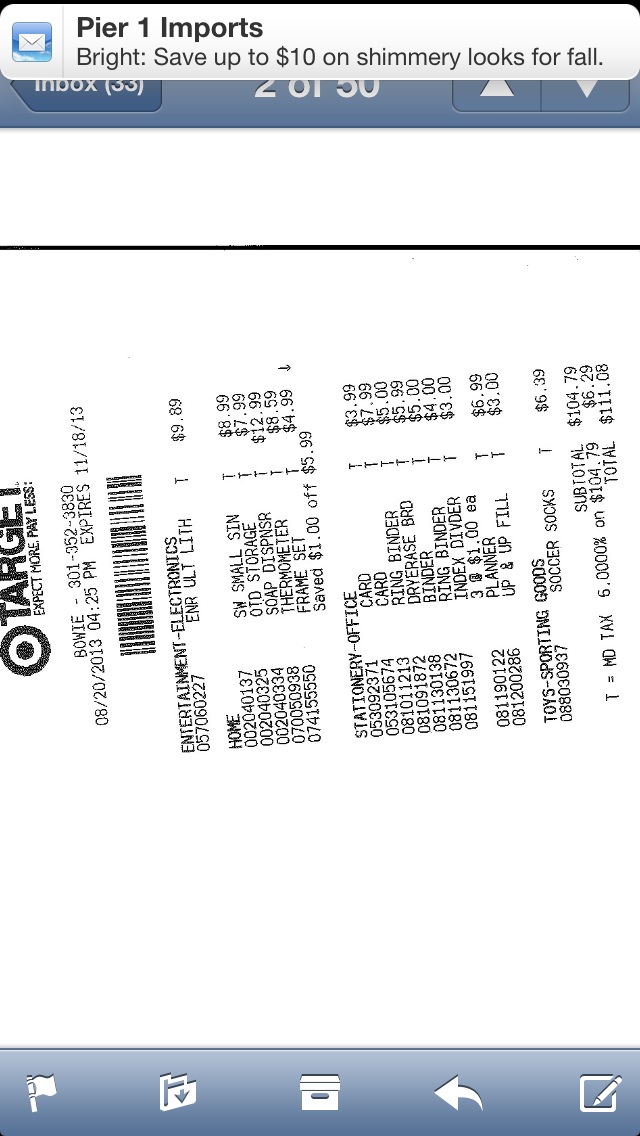 Pier 1 Imports
Bright: Save up to $10 on shimmery looks for fall.
Inbox (33)
2 of 50
TARGET
EXPECT MORE. PAY LESS.
BOWIE - 301-352-3830
08/20/2013 04:25 PM EXPIRES 11/18/13
ENTERTAINMENT-ELECTRONICS
057060227 ENR ULT LITH T $9.89
HOME
002040137 SW SMALL SIN T $8.99
002040325 OTD STORAGE T $7.99
002040334 SOAP DISPNSR T $12.99
070050938 THERMOMETER T $8.59
074155550 FRAME SET T $4.99 ↓
Saved $1.00 off $5.99
STATIONERY-OFFICE
053092371 CARD T $3.99
053105674 CARD T $7.99
081011213 RING BINDER T $5.00
081091872 DRYERASE BRD T $5.99
081130138 BINDER T $5.00
081130672 RING BINDER T $4.00
081151997 INDEX DIVDER T $3.00
3 @ $1.00 ea
081190122 PLANNER T $6.99
081200286 UP & UP FILL T $3.00
TOYS-SPORTING GOODS
088030937 SOCCER SOCKS T $6.39
SUBTOTAL $104.79
T = MD TAX 6.0000% on $104.79 $6.29
TOTAL $111.08